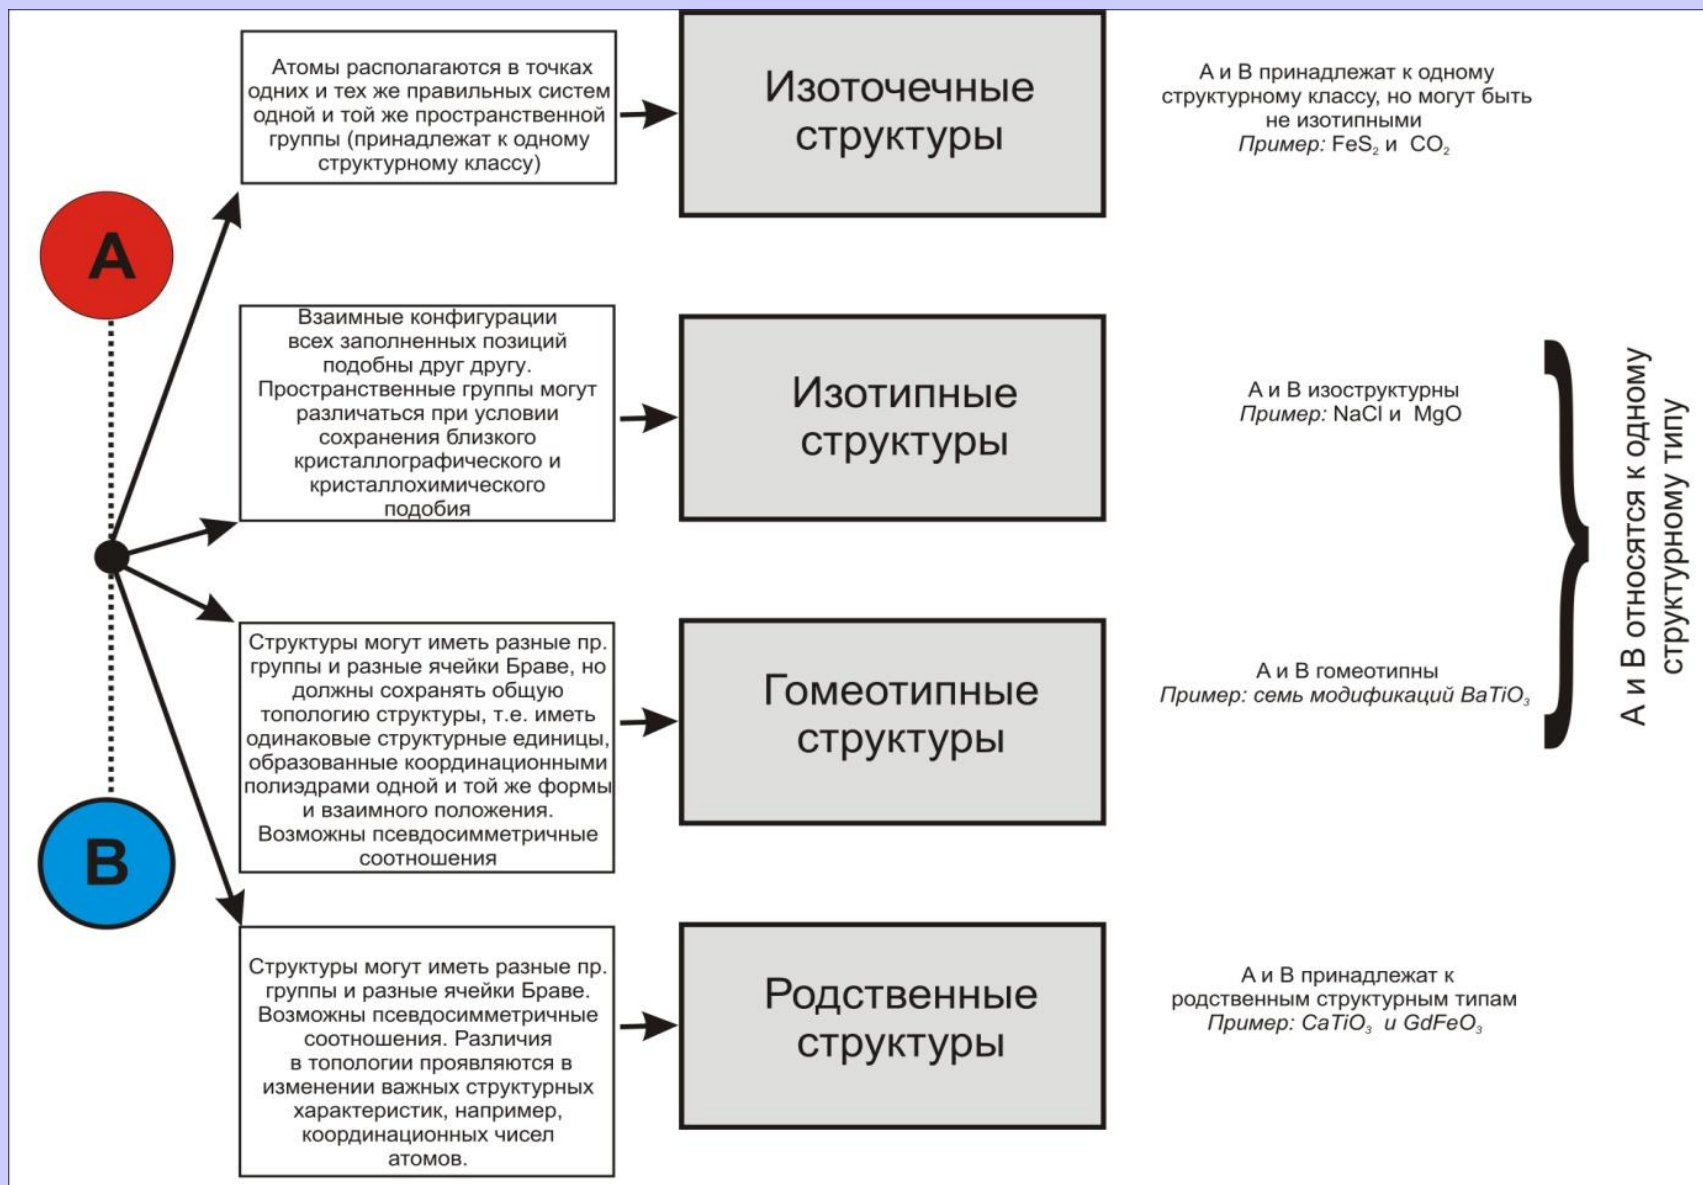 Атомы располагаются в точках
одних и тех же правильных систем
одной и той же пространственной
группы (принадлежат к одному
структурному классу)
Изоточечные
структуры
А и В принадлежат к одному
структурному классу, но могут быть
не изотипными
Пример: FeS₂ и CO₂
A
Взаимные конфигурации
всех заполненных позиций
подобны друг другу.
Пространственные группы могут
различаться при условии
сохранения близкого
кристаллографического и
кристаллохимического
подобия
Изотипные
структуры
А и В изоструктурны
Пример: NaCl и MgO
Структуры могут иметь разные пр.
группы и разные ячейки Браве, но
должны сохранять общую
топологию структуры, т.е. иметь
одинаковые структурные единицы,
образованные координационными
полиэдрами одной и той же формы
и взаимного положения.
Возможны псевдосимметричные
соотношения
Гомеотипные
структуры
А и В гомеотипны
Пример: семь модификаций BaTiO₃
А и В относятся к одному
структурному типу
B
Структуры могут иметь разные пр.
группы и разные ячейки Браве.
Возможны псевдосимметричные
соотношения. Различия
в топологии проявляются в
изменении важных структурных
характеристик, например,
координационных чисел
атомов.
Родственные
структуры
А и В принадлежат к
родственным структурным типам
Пример: CaTiO₃ и GdFeO₃